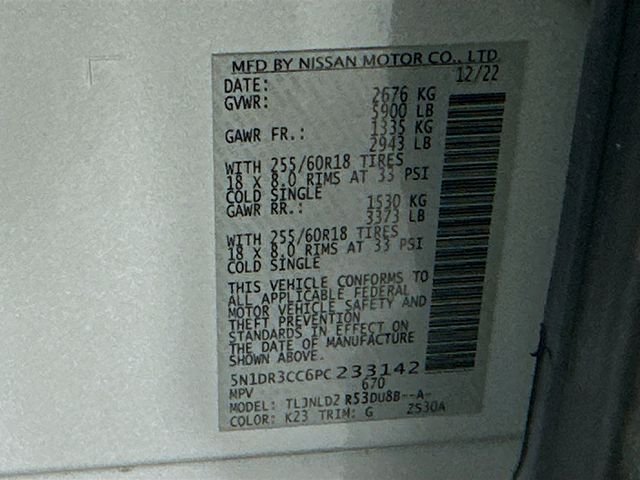 MFD BY NISSAN MOTOR CO., LTD.
DATE: 12/22
GVWR: 2676 KG
5900 LB
GAWR FR.: 1335 KG
2943 LB
WITH 255/60R18 TIRES
18 X 8.0 RIMS AT 33 PSI
COLD SINGLE
GAWR RR.: 1530 KG
3373 LB
WITH 255/60R18 TIRES
18 X 8.0 RIMS AT 33 PSI
COLD SINGLE
THIS VEHICLE CONFORMS TO
ALL APPLICABLE FEDERAL
MOTOR VEHICLE SAFETY AND
THEFT PREVENTION
STANDARDS IN EFFECT ON
THE DATE OF MANUFACTURE
SHOWN ABOVE.
5N1DR3CC6PC 233142
MPV 670
MODEL: TLJNLD2 R53DU8B--A-
COLOR: K23 TRIM: G 2S30A